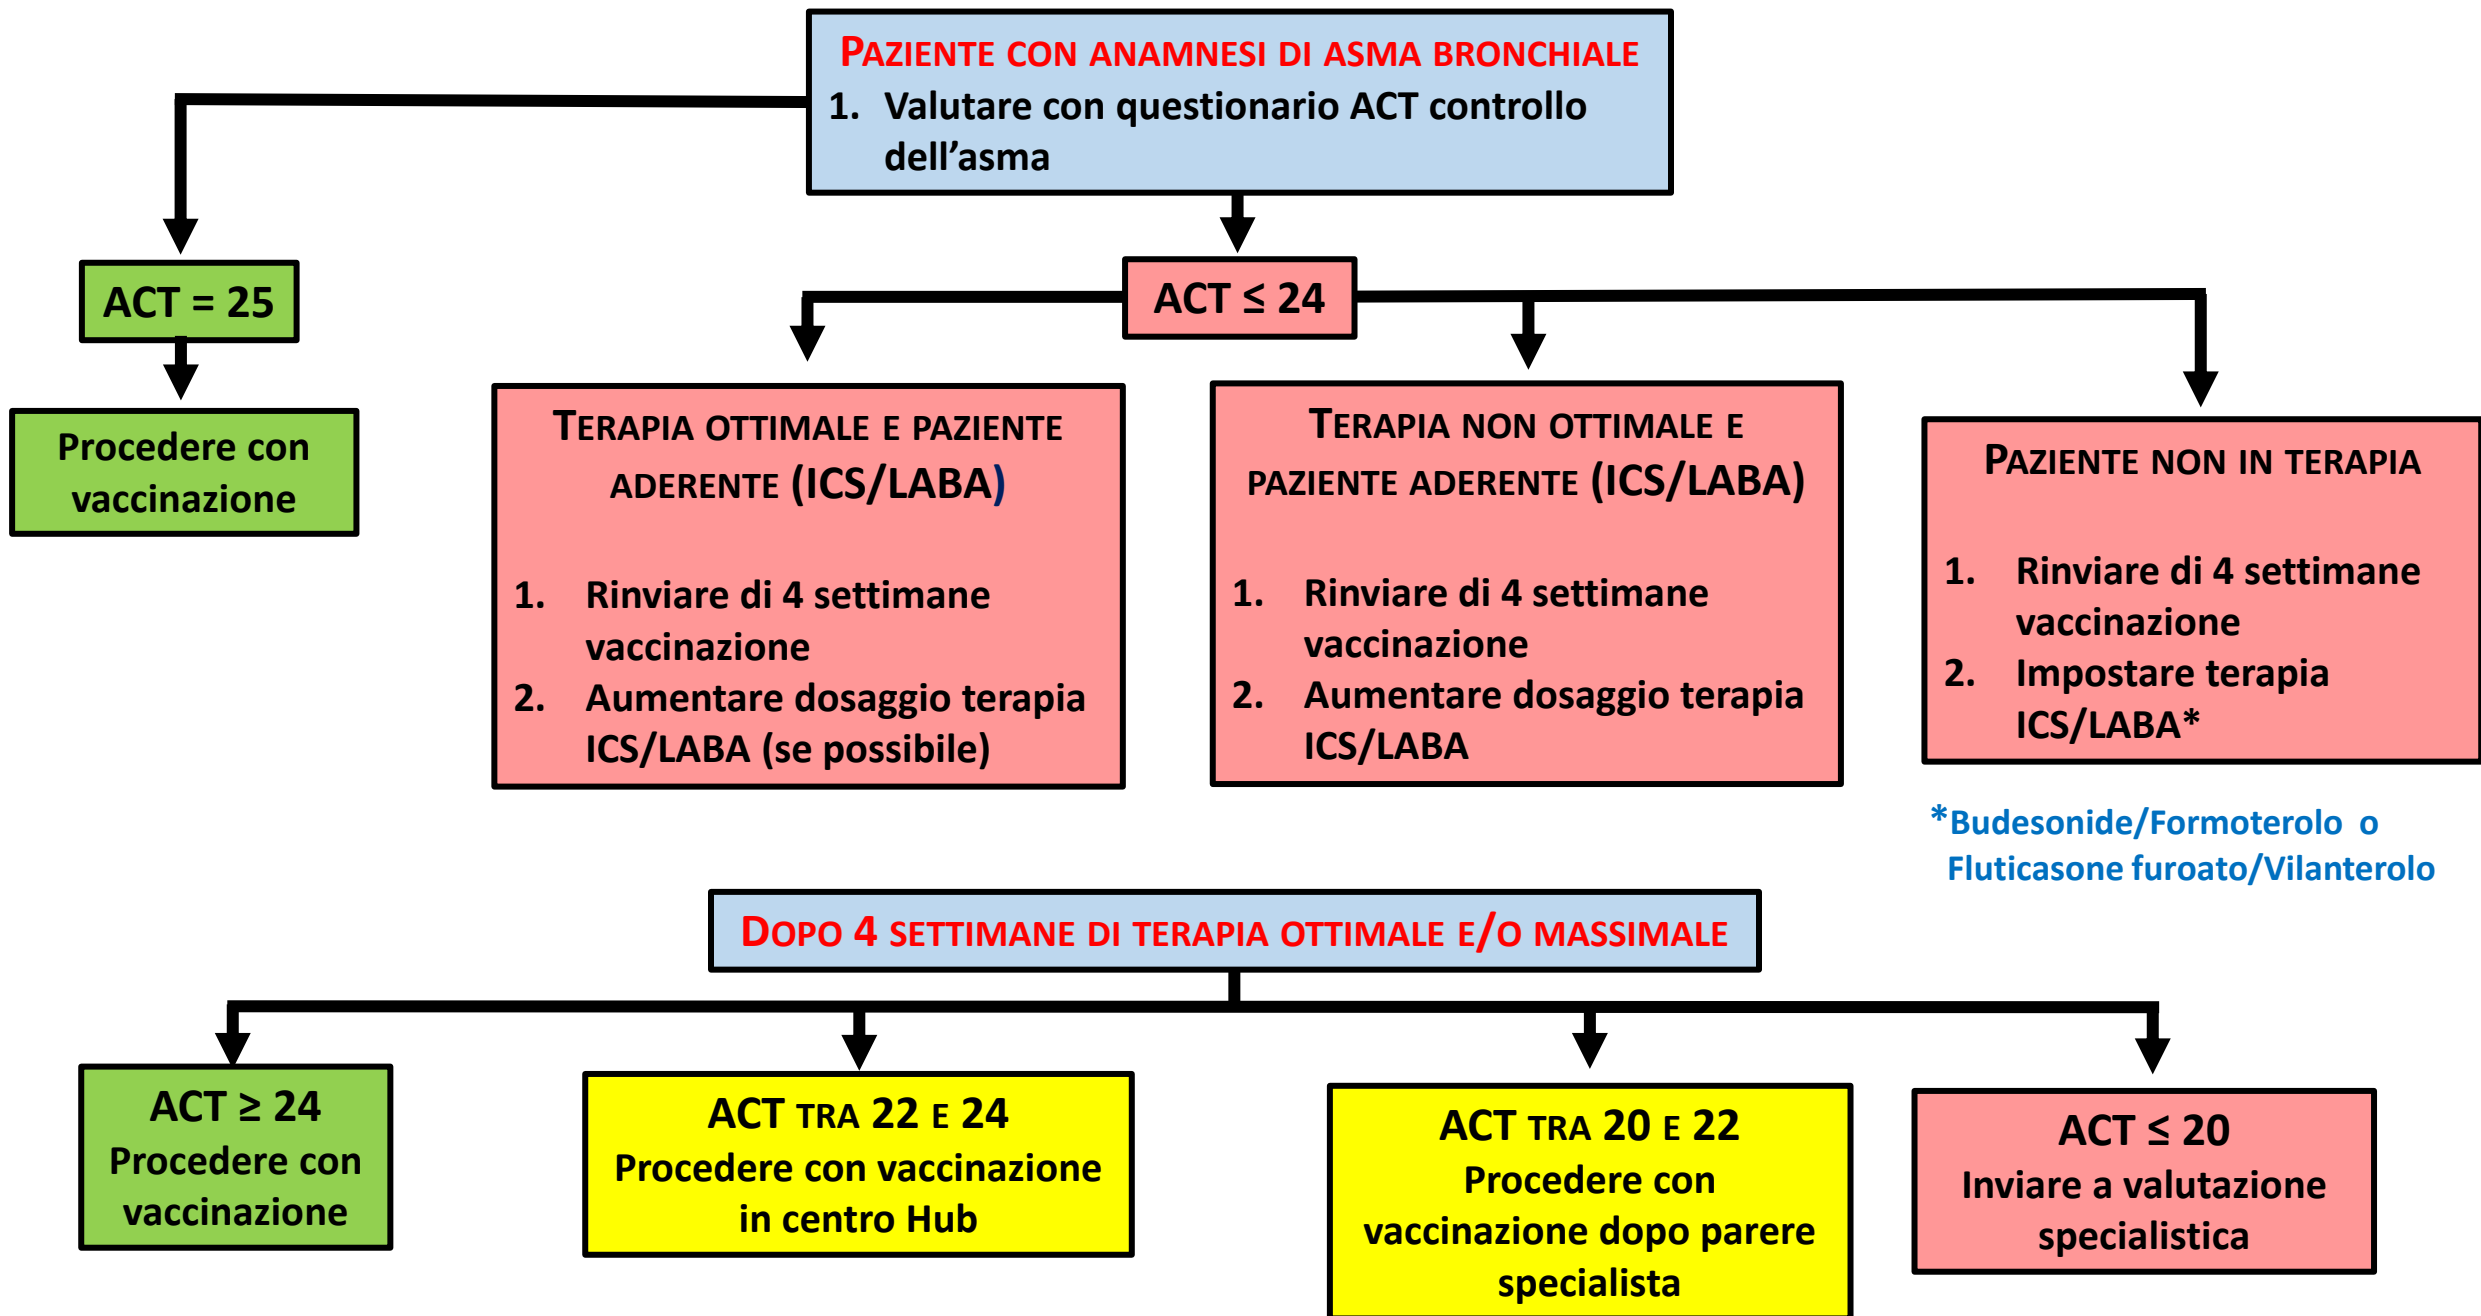 PAZIENTE CON ANAMNESI DI ASMA BRONCHIALE
1. Valutare con questionario ACT controllo
dell’asma
ACT = 25
ACT ≤ 24
Procedere con
vaccinazione
TERAPIA OTTIMALE E PAZIENTE
ADERENTE (ICS/LABA)
1. Rinviare di 4 settimane
vaccinazione
2. Aumentare dosaggio terapia
ICS/LABA (se possibile)
TERAPIA NON OTTIMALE E
PAZIENTE ADERENTE (ICS/LABA)
1. Rinviare di 4 settimane
vaccinazione
2. Aumentare dosaggio terapia
ICS/LABA
PAZIENTE NON IN TERAPIA
1. Rinviare di 4 settimane
vaccinazione
2. Impostare terapia
ICS/LABA*
*Budesonide/Formoterolo o
Fluticasone furoato/Vilanterolo
DOPO 4 SETTIMANE DI TERAPIA OTTIMALE E/O MASSIMALE
ACT ≥ 24
Procedere con
vaccinazione
ACT TRA 22 E 24
Procedere con vaccinazione
in centro Hub
ACT TRA 20 E 22
Procedere con
vaccinazione dopo parere
specialista
ACT ≤ 20
Inviare a valutazione
specialistica